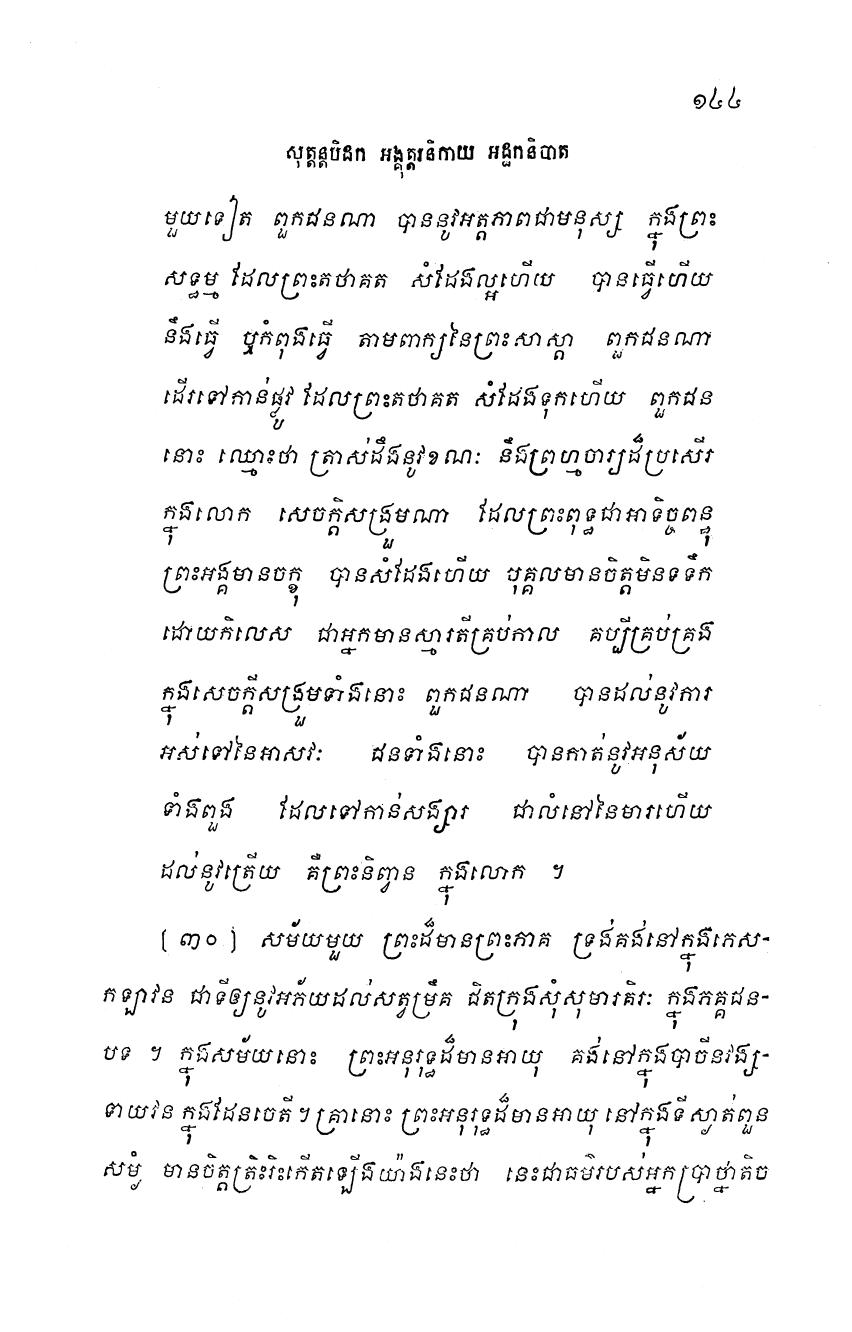 ១៤៤
សុត្តន្តបិដក អង្គុត្តរនិកាយ អដ្ឋកនិបាត
មួយទៀត ពួកជនណា បាននូវអត្តភាពជាមនុស្ស ក្នុងព្រះ
សទ្ធម្ម ដែលព្រះតថាគត សំដែងល្អហើយ បានធ្វើហើយ
នឹងធ្វើ ឬកំពុងធ្វើ តាមពាក្យនៃព្រះសាស្តា ពួកជនណា
ដើរទៅកាន់ផ្លូវ ដែលព្រះតថាគត សំដែងទុកហើយ ពួកជន
នោះ ឈ្មោះថា ត្រាស់ដឹងនូវខណៈ នឹងព្រហ្មចារ្យដ៏ប្រសើរ
ក្នុងលោក សេចក្តីសង្រួមណា ដែលព្រះពុទ្ធជាអាទិច្ចពន្ធុ
ព្រះអង្គមានចក្ខុ បានសំដែងហើយ បុគ្គលមានចិត្តមិនទទឹក
ដោយកិលេស ជាអ្នកមានស្មារតីគ្រប់កាល គប្បីគ្រប់គ្រង
ក្នុងសេចក្តីសង្រួមទាំងនោះ ពួកជនណា បានដល់នូវការ
អស់ទៅនៃអាសវៈ ជនទាំងនោះ បានកាត់នូវអនុស័យ
ទាំងពួង ដែលទៅកាន់សង្សារ ជាលំនៅនៃមារហើយ
ដល់នូវត្រើយ គឺព្រះនិព្វាន ក្នុងលោក ។
[ ៣០ ] សម័យមួយ ព្រះដ៏មានព្រះភាគ ទ្រង់គង់នៅក្នុងភេស-
កឡាវន ជាទីឲ្យនូវអភ័យដល់សត្វម្រឹគ ជិតក្រុងសុំសុមារគិរៈ ក្នុងភគ្គជន-
បទ ។ ក្នុងសម័យនោះ ព្រះអនុរុទ្ធដ៏មានអាយុ គង់នៅក្នុងបាចីនវង្ស-
ទាយវន ក្នុងដែនចេតី ។ គ្រានោះ ព្រះអនុរុទ្ធដ៏មានអាយុ នៅក្នុងទីស្ងាត់ពួន
សម្ងំ មានចិត្តត្រិះរិះកើតឡើងយ៉ាងនេះថា នេះជាធម៌របស់អ្នកប្រាថ្នាតិច